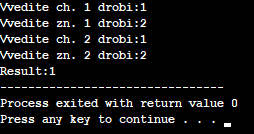 Vvedite ch. 1 drobi:1
Vvedite zn. 1 drobi:2
Vvedite ch. 2 drobi:1
Vvedite zn. 2 drobi:2
Result:1
--------------------------------
Process exited with return value 0
Press any key to continue . . .